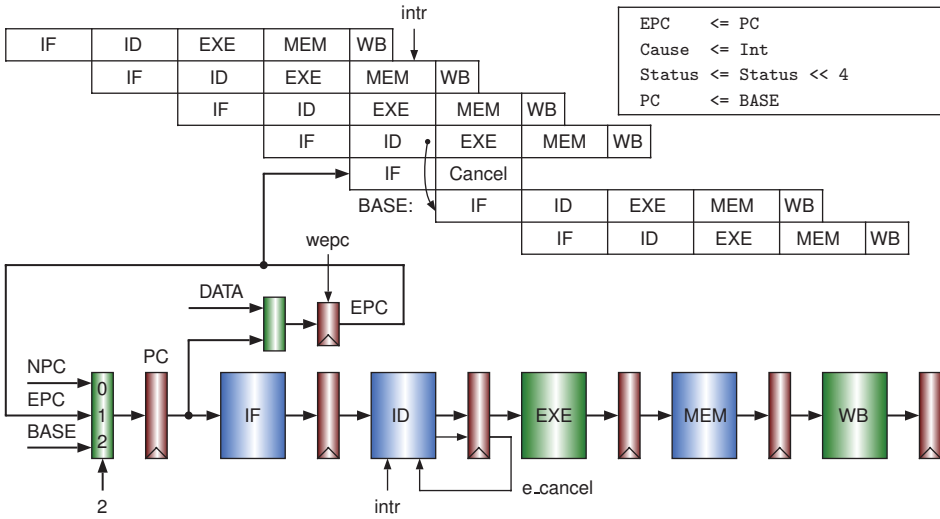 intr
IF ID EXE MEM WB
IF ID EXE MEM WB
IF ID EXE MEM WB
IF ID EXE MEM WB
IF Cancel
BASE: IF ID EXE MEM WB
IF ID EXE MEM WB
EPC <= PC
Cause <= Int
Status <= Status << 4
PC <= BASE
wepc
DATA
EPC
NPC
EPC
BASE
0
1
2
2
PC
IF
ID
EXE
MEM
WB
intr
e_cancel